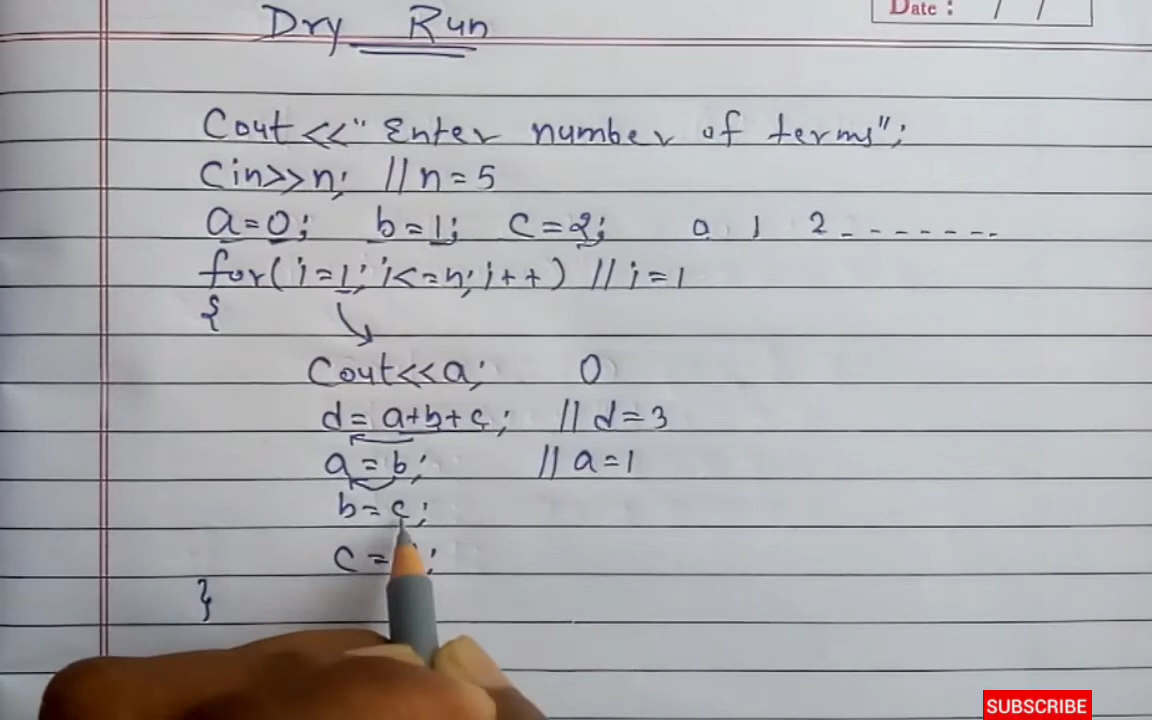 Date : / /
Dry Run
Cout<<"Enter number of terms";
Cin>>n; //n=5
a=0; b=1; c=2; 0 1 2 - - - - - - - -
for(i=1; i<=n; i++) //i=1
{
Cout<<a; 0
d=a+b+c; //d=3
a=b; //a=1
b=c;
c= ;
}
SUBSCRIBE